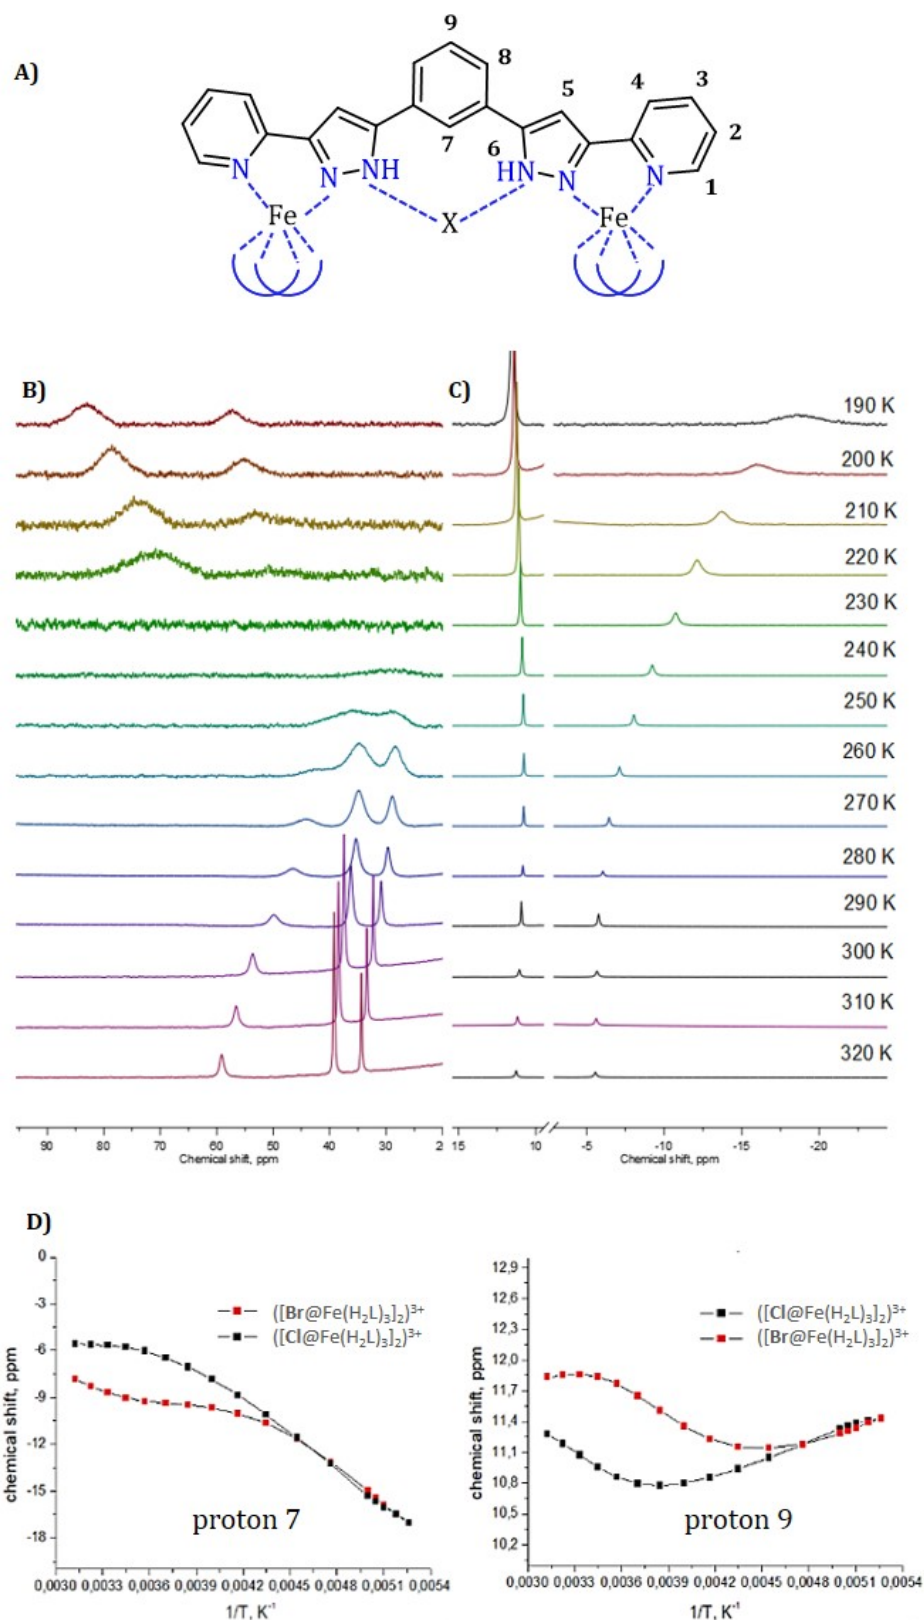 A)
9
8
5
4
3
7
6
2
1
N
N
NH
HN
N
N
Fe
X
Fe
B)
C)
190 K
200 K
210 K
220 K
230 K
240 K
250 K
260 K
270 K
280 K
290 K
300 K
310 K
320 K
90 80 70 60 50 40 30 2
Chemical shift, ppm
15 10 -5 -10 -15 -20
Chemical shift, ppm
D)
0
-3
-6
-9
-12
-15
-18
chemical shift, ppm
([Br@Fe(H₂L)₃]₂)³⁺
([Cl@Fe(H₂L)₃]₂)³⁺
proton 7
0,0030 0,0033 0,0036 0,0039 0,0042 0,0045 0,0048 0,0051 0,0054
1/T, K⁻¹
12,9
12,6
12,3
12,0
11,7
11,4
11,1
10,8
10,5
10,2
chemical shift, ppm
([Cl@Fe(H₂L)₃]₂)³⁺
([Br@Fe(H₂L)₃]₂)³⁺
proton 9
0,0030 0,0033 0,0036 0,0039 0,0042 0,0045 0,0048 0,0051 0,0054
1/T, K⁻¹